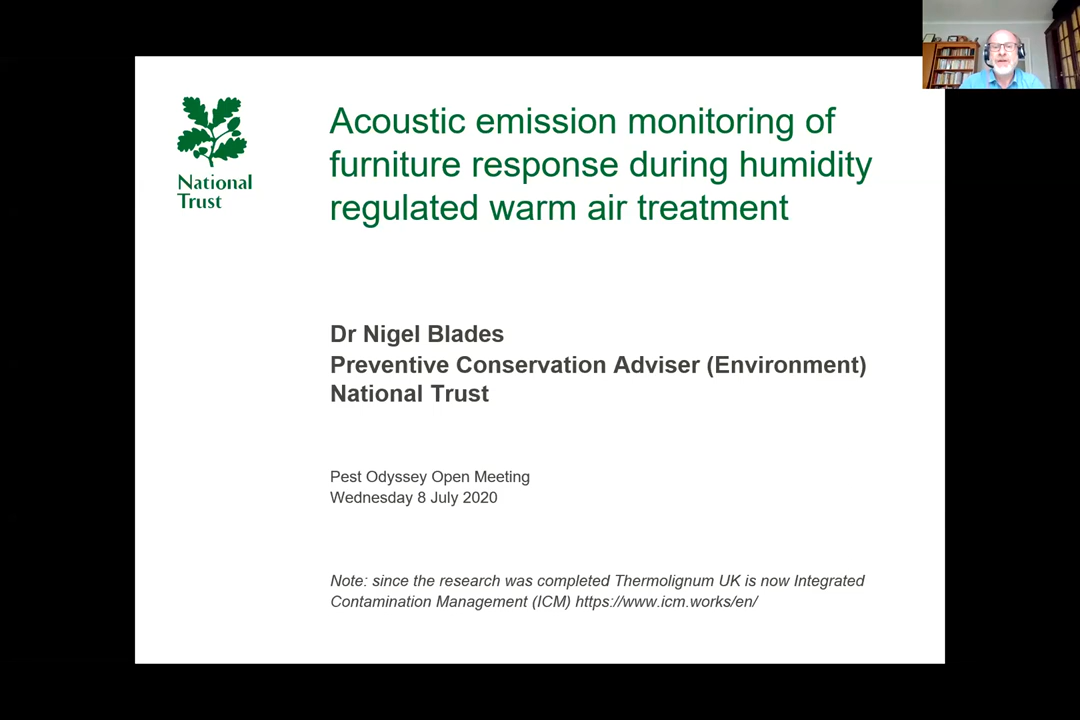 National
Trust
Acoustic emission monitoring of
furniture response during humidity
regulated warm air treatment
Dr Nigel Blades
Preventive Conservation Adviser (Environment)
National Trust
Pest Odyssey Open Meeting
Wednesday 8 July 2020
Note: since the research was completed Thermolignum UK is now Integrated
Contamination Management (ICM) https://www.icm.works/en/